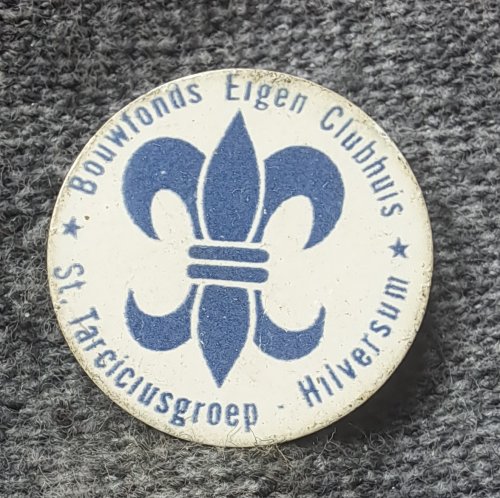 Bouwfonds Eigen Clubhuis
St. Tarciciusgroep - Hilversum